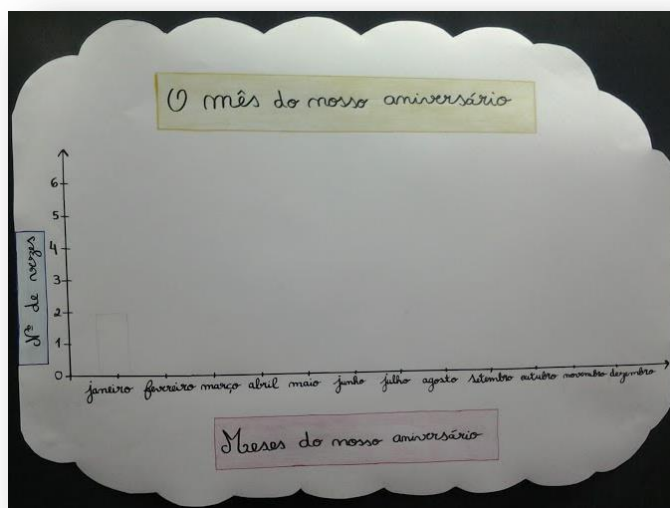 O mês do nosso aniversário
Nº de vezes
6
5
4
3
2
1
0
janeiro fevereiro março abril maio junho julho agosto setembro outubro novembro dezembro
Meses do nosso aniversário